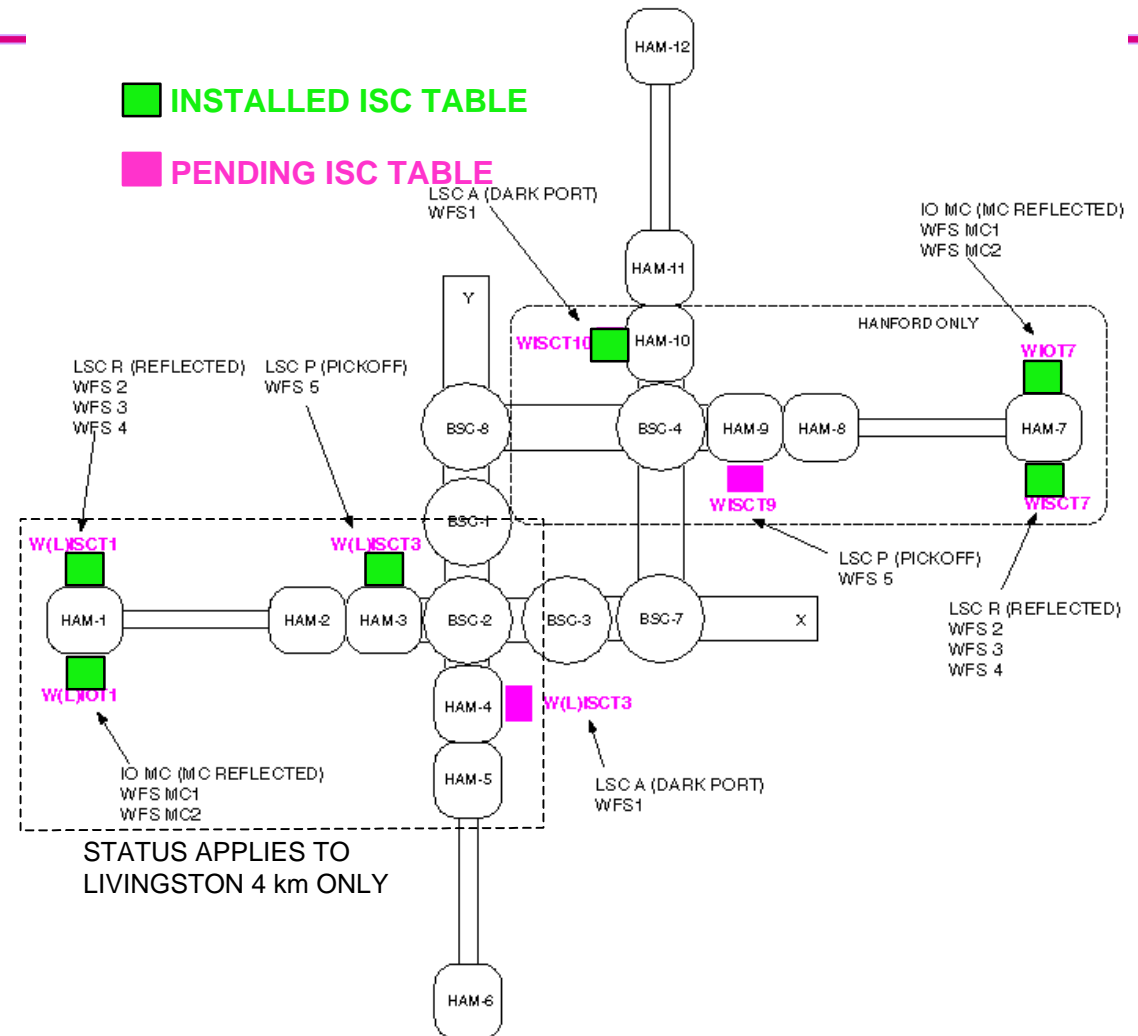 HAM-12
INSTALLED ISC TABLE
PENDING ISC TABLE
LSC A (DARK PORT)
WFS1
IO MC (MC REFLECTED)
WFS MC1
WFS MC2
HAM-11
Y
HANFORD ONLY
WISCT10
HAM-10
WIOT7
LSC R (REFLECTED)
WFS 2
WFS 3
WFS 4
LSC P (PICKOFF)
WFS 5
BSC-8
BSC-4
HAM-9
HAM-8
HAM-7
WISCT9
WISCT7
BSC-1
W(L)ISCT1
W(L)ISCT3
LSC P (PICKOFF)
WFS 5
LSC R (REFLECTED)
WFS 2
WFS 3
WFS 4
HAM-1
HAM-2
HAM-3
BSC-2
BSC-3
BSC-7
X
W(L)IOT1
HAM-4
W(L)ISCT3
IO MC (MC REFLECTED)
WFS MC1
WFS MC2
HAM-5
LSC A (DARK PORT)
WFS1
STATUS APPLIES TO
LIVINGSTON 4 km ONLY
HAM-6